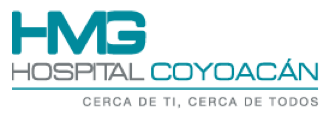 HMG
HOSPITAL COYOACÁN
CERCA DE TI, CERCA DE TODOS